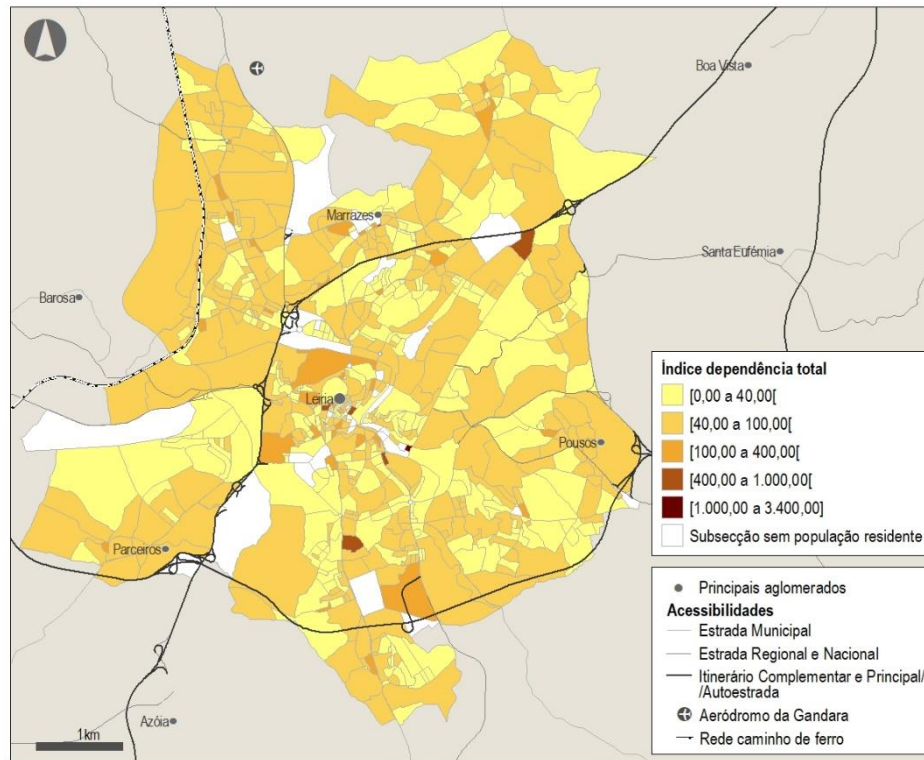 Boa Vista
Marrazes
Santa Eufémia
Barosa
Leiria
Pousos
Parceiros
Azóia
1km
Índice dependência total
[0,00 a 40,00[
[40,00 a 100,00[
[100,00 a 400,00[
[400,00 a 1.000,00[
[1.000,00 a 3.400,00]
Subsecção sem população residente
Principais aglomerados
Acessibilidades
Estrada Municipal
Estrada Regional e Nacional
Itinerário Complementar e Principal/
/Autoestrada
Aeródromo da Gandara
Rede caminho de ferro